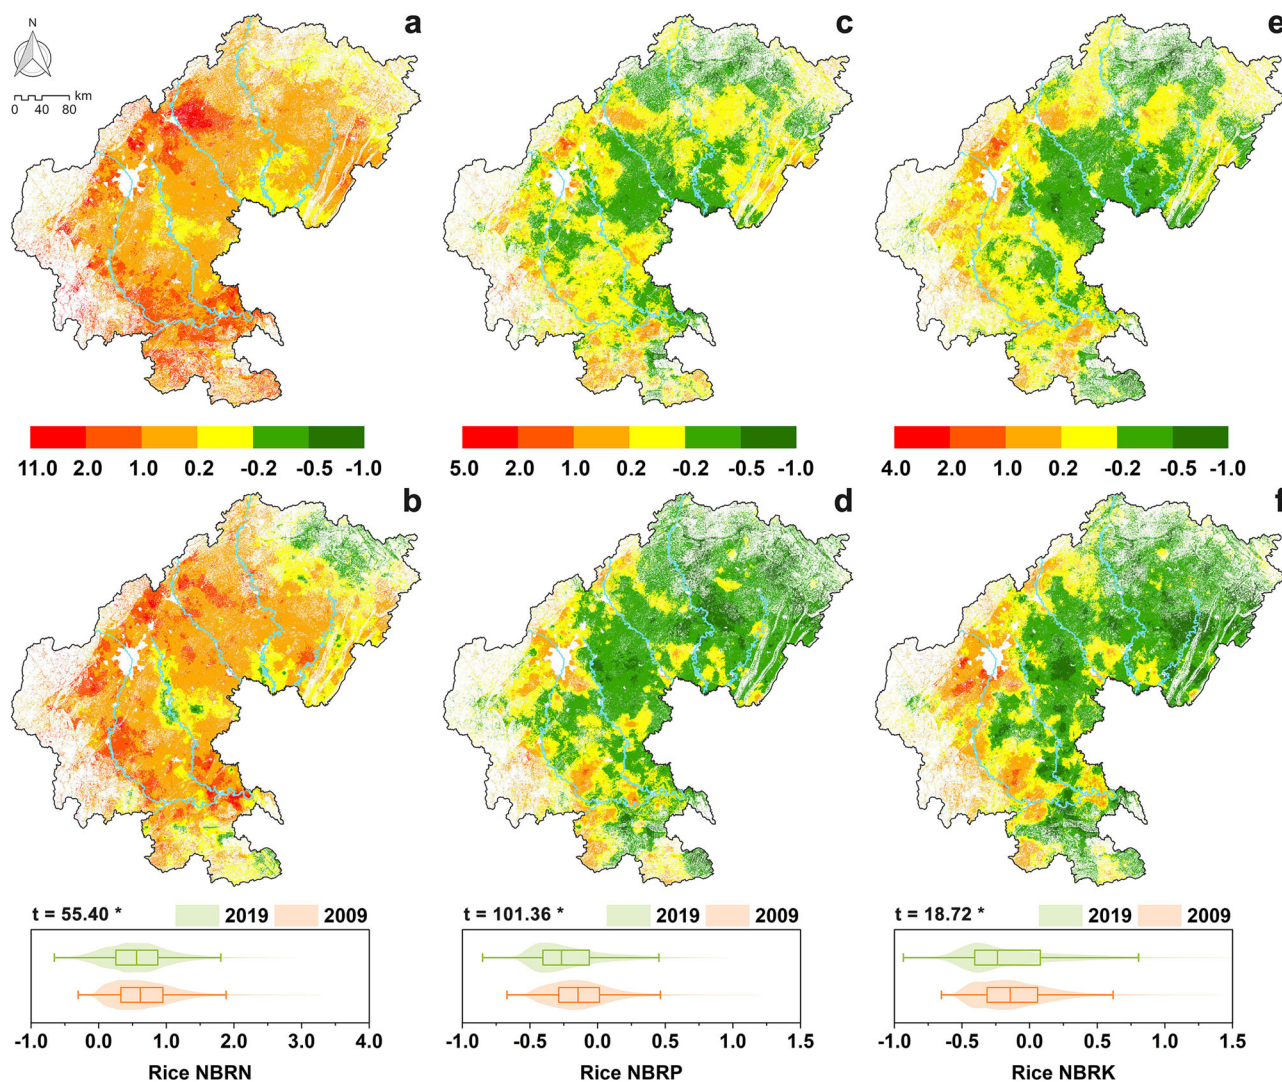 a
c
e
N
km
0 40 80
11.0 2.0 1.0 0.2 -0.2 -0.5 -1.0
5.0 2.0 1.0 0.2 -0.2 -0.5 -1.0
4.0 2.0 1.0 0.2 -0.2 -0.5 -1.0
b
d
f
t = 55.40 * 2019 2009
t = 101.36 * 2019 2009
t = 18.72 * 2019 2009
-1.0 0.0 1.0 2.0 3.0 4.0
-1.0 -0.5 0.0 0.5 1.0 1.5
-1.0 -0.5 0.0 0.5 1.0 1.5
Rice NBRN
Rice NBRP
Rice NBRK